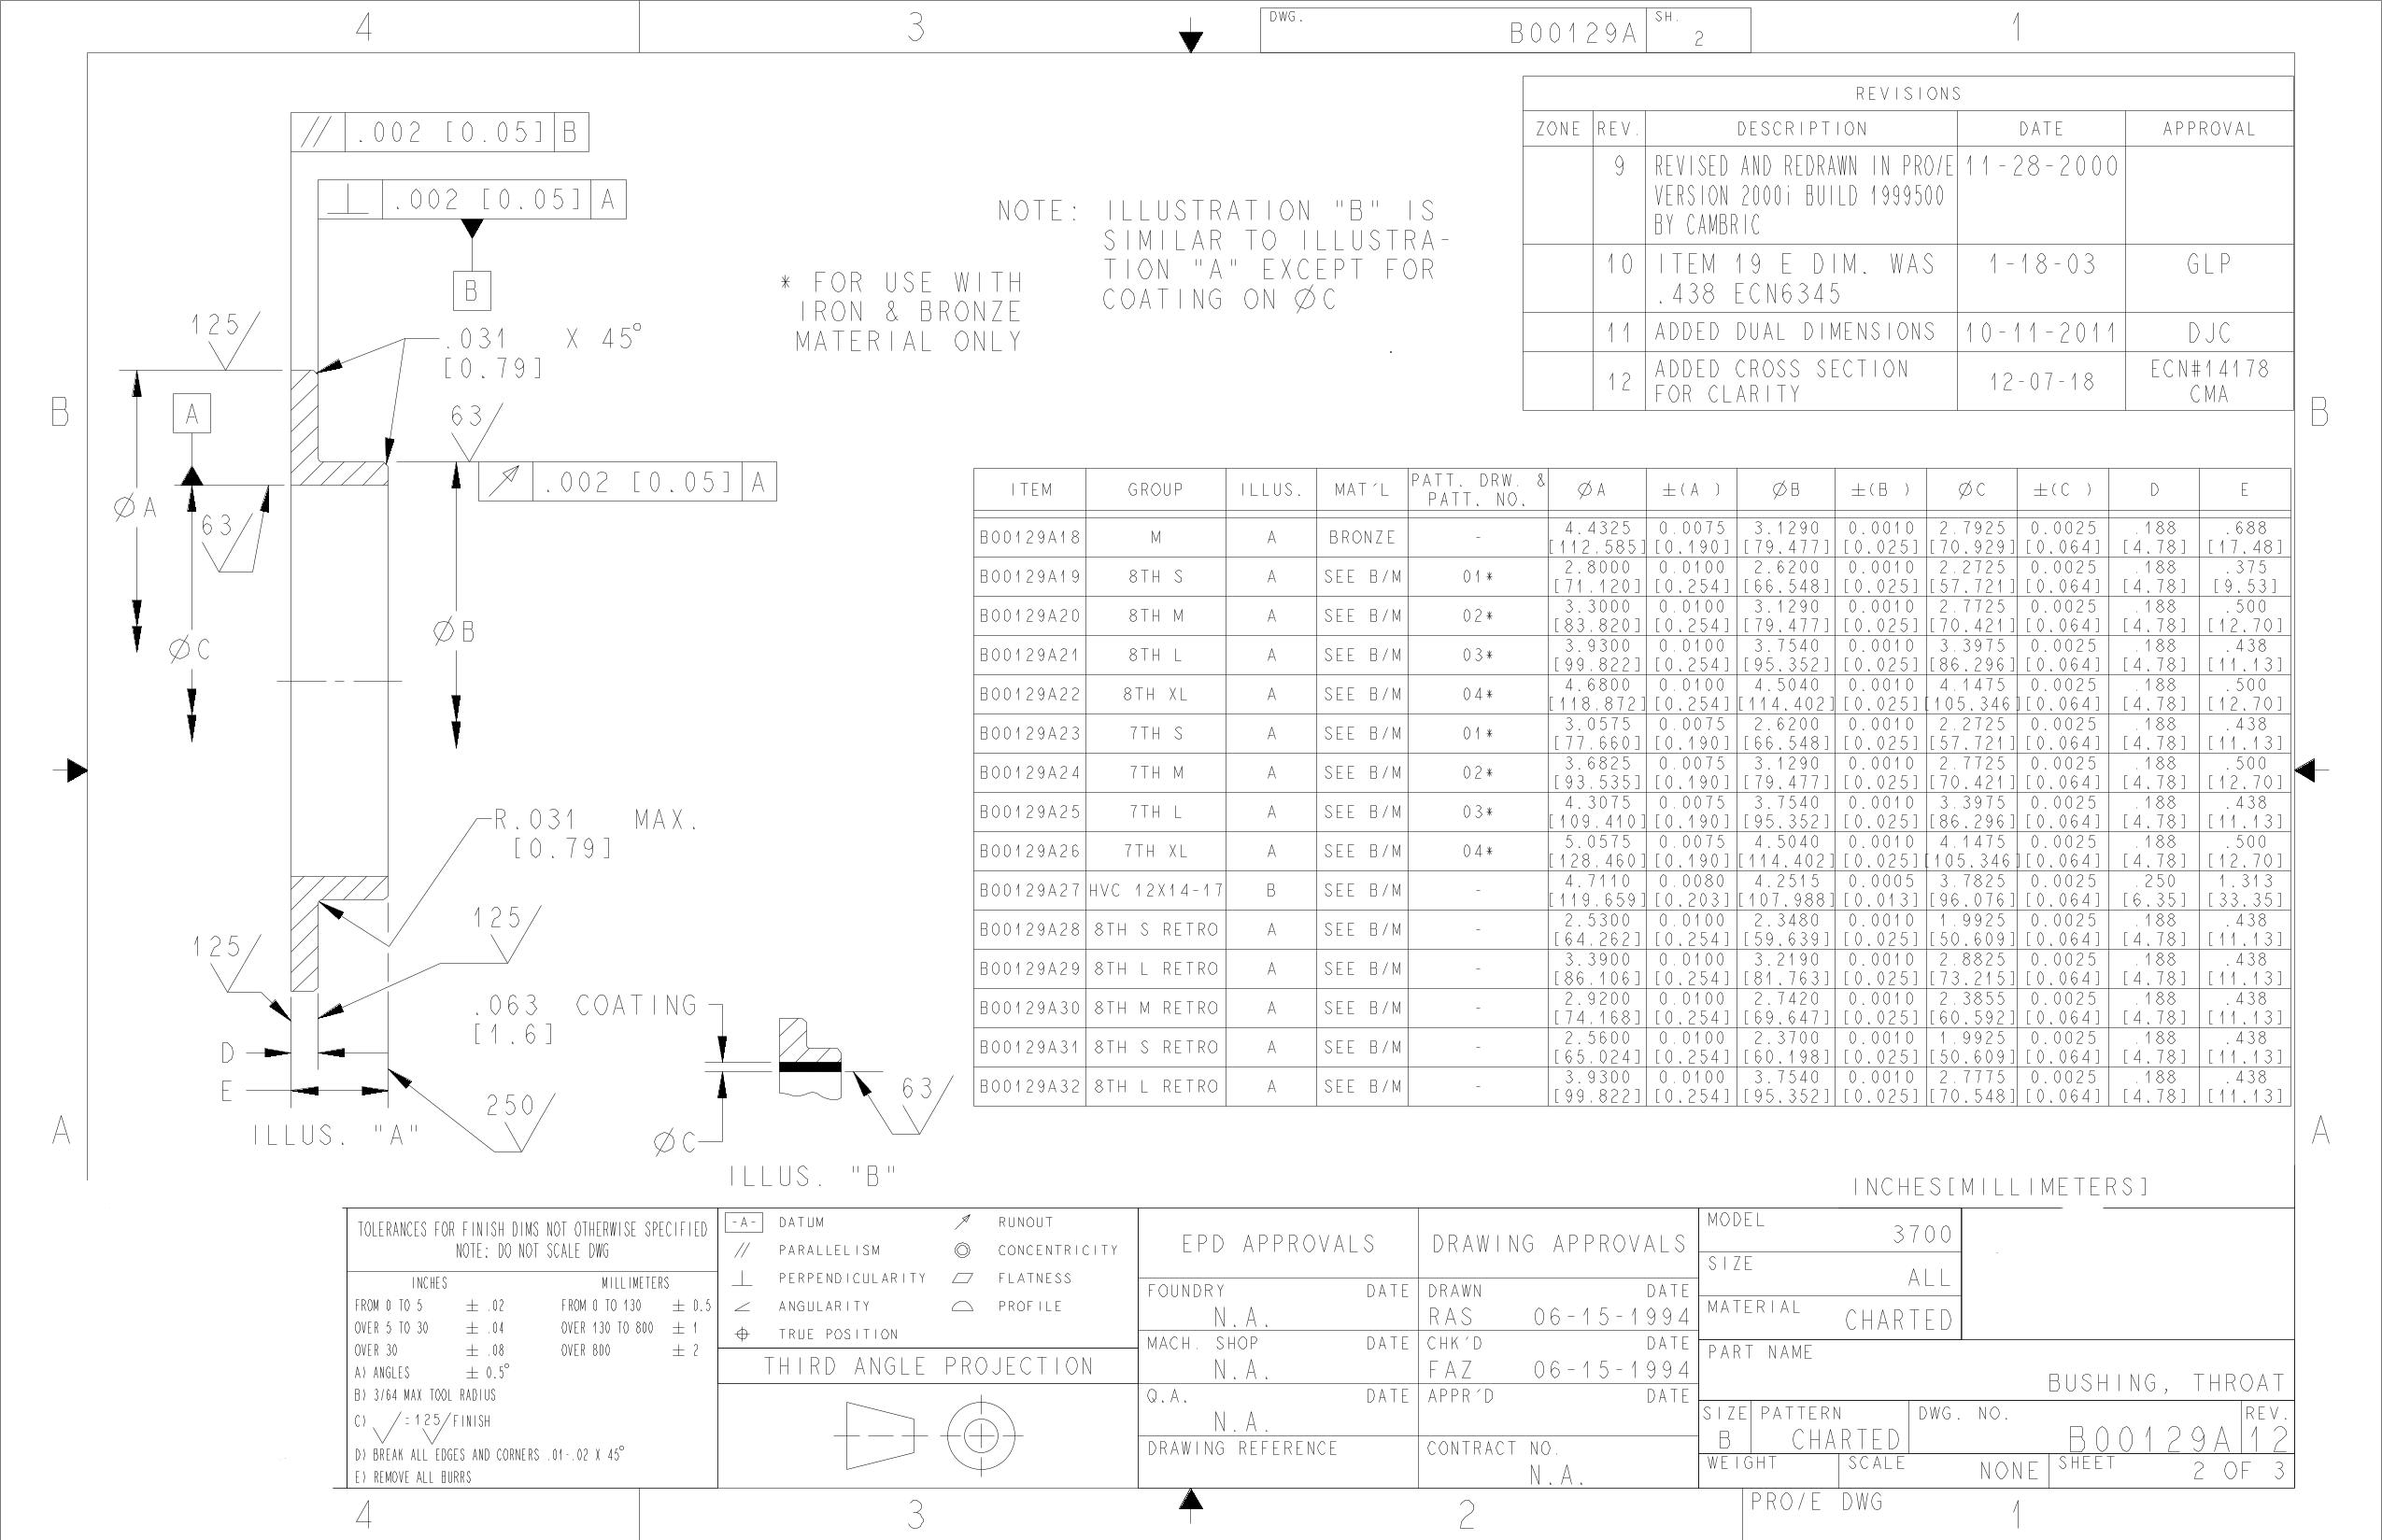 4
3
DWG.
B00129A
SH.
2
1
REVISIONS
ZONE REV. DESCRIPTION DATE APPROVAL
9 REVISED AND REDRAWN IN PRO/E 11-28-2000
VERSION 2000i BUILD 1999500
BY CAMBRIC
10 ITEM 19 E DIM. WAS 1-18-03 GLP
.438 ECN6345
11 ADDED DUAL DIMENSIONS 10-11-2011 DJC
12 ADDED CROSS SECTION 12-07-18 ECN#14178
FOR CLARITY CMA
// .002 [0.05] B
⊥ .002 [0.05] A
B
NOTE: ILLUSTRATION "B" IS
SIMILAR TO ILLUSTRA-
TION "A" EXCEPT FOR
COATING ON ØC
* FOR USE WITH
IRON & BRONZE
MATERIAL ONLY
125
.031 X 45°
[0.79]
B
B
A
63
.002 [0.05] A
ØA
63
ØB
ØC
R.031 MAX.
[0.79]
125
125
.063 COATING
[1.6]
D
E
250
63
ØC
A
A
ILLUS. "A"
ILLUS. "B"
ITEM GROUP ILLUS. MAT'L PATT. DRW. & PATT. NO. ØA ±(A ) ØB ±(B ) ØC ±(C ) D E
B00129A18 M A BRONZE - 4.4325 0.0075 3.1290 0.0010 2.7925 0.0025 .188 .688
[112.585] [0.190] [79.477] [0.025] [70.929] [0.064] [4.78] [17.48]
B00129A19 8TH S A SEE B/M 01* 2.8000 0.0100 2.6200 0.0010 2.2725 0.0025 .188 .375
[71.120] [0.254] [66.548] [0.025] [57.721] [0.064] [4.78] [9.53]
B00129A20 8TH M A SEE B/M 02* 3.3000 0.0100 3.1290 0.0010 2.7725 0.0025 .188 .500
[83.820] [0.254] [79.477] [0.025] [70.421] [0.064] [4.78] [12.70]
B00129A21 8TH L A SEE B/M 03* 3.9300 0.0100 3.7540 0.0010 3.3975 0.0025 .188 .438
[99.822] [0.254] [95.352] [0.025] [86.296] [0.064] [4.78] [11.13]
B00129A22 8TH XL A SEE B/M 04* 4.6800 0.0100 4.5040 0.0010 4.1475 0.0025 .188 .500
[118.872] [0.254] [114.402] [0.025] [105.346] [0.064] [4.78] [12.70]
B00129A23 7TH S A SEE B/M 01* 3.0575 0.0075 2.6200 0.0010 2.2725 0.0025 .188 .438
[77.660] [0.190] [66.548] [0.025] [57.721] [0.064] [4.78] [11.13]
B00129A24 7TH M A SEE B/M 02* 3.6825 0.0075 3.1290 0.0010 2.7725 0.0025 .188 .500
[93.535] [0.190] [79.477] [0.025] [70.421] [0.064] [4.78] [12.70]
B00129A25 7TH L A SEE B/M 03* 4.3075 0.0075 3.7540 0.0010 3.3975 0.0025 .188 .438
[109.410] [0.190] [95.352] [0.025] [86.296] [0.064] [4.78] [11.13]
B00129A26 7TH XL A SEE B/M 04* 5.0575 0.0075 4.5040 0.0010 4.1475 0.0025 .188 .500
[128.460] [0.190] [114.402] [0.025] [105.346] [0.064] [4.78] [12.70]
B00129A27 HVC 12X14-17 B SEE B/M - 4.7110 0.0080 4.2515 0.0005 3.7825 0.0025 .250 1.313
[119.659] [0.203] [107.988] [0.013] [96.076] [0.064] [6.35] [33.35]
B00129A28 8TH S RETRO A SEE B/M - 2.5300 0.0100 2.3480 0.0010 1.9925 0.0025 .188 .438
[64.262] [0.254] [59.639] [0.025] [50.609] [0.064] [4.78] [11.13]
B00129A29 8TH L RETRO A SEE B/M - 3.3900 0.0100 3.2190 0.0010 2.8825 0.0025 .188 .438
[86.106] [0.254] [81.763] [0.025] [73.215] [0.064] [4.78] [11.13]
B00129A30 8TH M RETRO A SEE B/M - 2.9200 0.0100 2.7420 0.0010 2.3855 0.0025 .188 .438
[74.168] [0.254] [69.647] [0.025] [60.592] [0.064] [4.78] [11.13]
B00129A31 8TH S RETRO A SEE B/M - 2.5600 0.0100 2.3700 0.0010 1.9925 0.0025 .188 .438
[65.024] [0.254] [60.198] [0.025] [50.609] [0.064] [4.78] [11.13]
B00129A32 8TH L RETRO A SEE B/M - 3.9300 0.0100 3.7540 0.0010 2.7775 0.0025 .188 .438
[99.822] [0.254] [95.352] [0.025] [70.548] [0.064] [4.78] [11.13]
INCHES[MILLIMETERS]
TOLERANCES FOR FINISH DIMS NOT OTHERWISE SPECIFIED
NOTE: DO NOT SCALE DWG
INCHES MILLIMETERS
FROM 0 TO 5 ± .02 FROM 0 TO 130 ± 0.5
OVER 5 TO 30 ± .04 OVER 130 TO 800 ± 1
OVER 30 ± .08 OVER 800 ± 2
A) ANGLES ± 0.5°
B) 3/64 MAX TOOL RADIUS
C) = 125 FINISH
D) BREAK ALL EDGES AND CORNERS .01-.02 X 45°
E) REMOVE ALL BURRS
-A- DATUM RUNOUT
// PARALLELISM CONCENTRICITY
⊥ PERPENDICULARITY FLATNESS
ANGULARITY PROFILE
TRUE POSITION
THIRD ANGLE PROJECTION
EPD APPROVALS
FOUNDRY DATE
N.A.
MACH. SHOP DATE
N.A.
Q.A. DATE
N.A.
DRAWING REFERENCE
DRAWING APPROVALS
DRAWN DATE
RAS 06-15-1994
CHK'D DATE
FAZ 06-15-1994
APPR'D DATE
CONTRACT NO.
N.A.
MODEL
3700
SIZE
ALL
MATERIAL
CHARTED
PART NAME
BUSHING, THROAT
SIZE PATTERN DWG. NO. REV.
B CHARTED B00129A 12
WEIGHT SCALE NONE SHEET 2 OF 3
4
3
2
PRO/E DWG
1